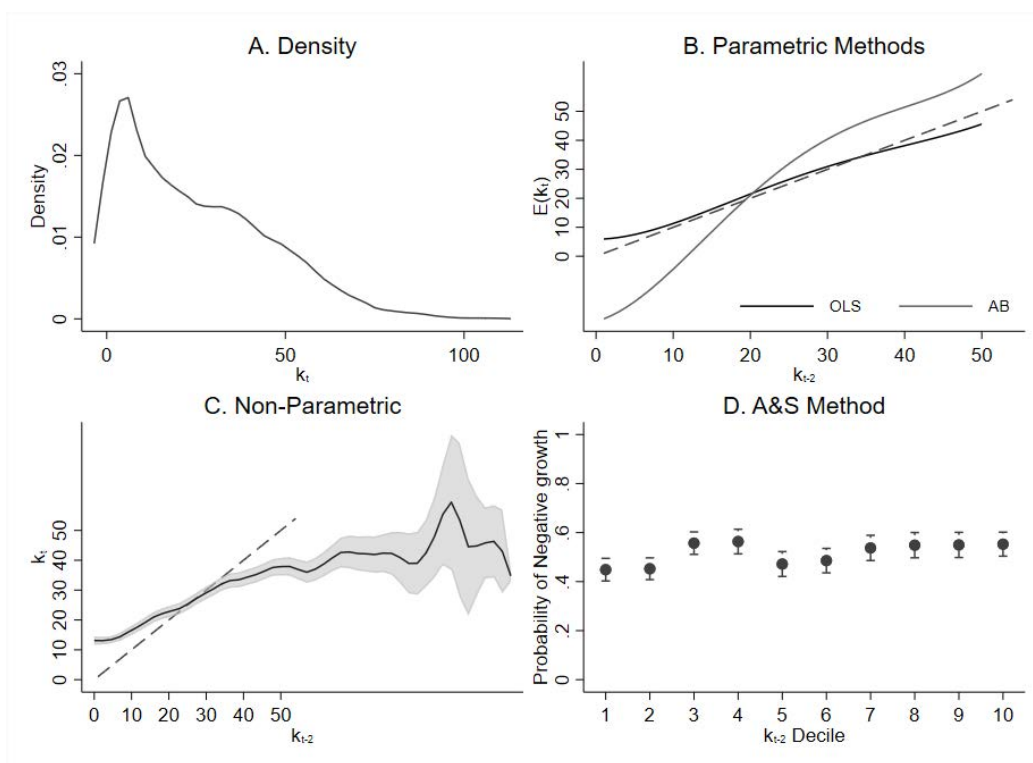 A. Density
Density
0
.01
.02
.03
0
50
100
kₜ
B. Parametric Methods
E(kₜ)
0 10 20 30 40 50
OLS
AB
0 10 20 30 40 50
kₜ₋₂
C. Non-Parametric
kₜ
0 10 20 30 40 50
0 10 20 30 40 50
kₜ₋₂
D. A&S Method
Probability of Negative growth
0 .2 .4 .6 .8 1
1 2 3 4 5 6 7 8 9 10
kₜ₋₂ Decile